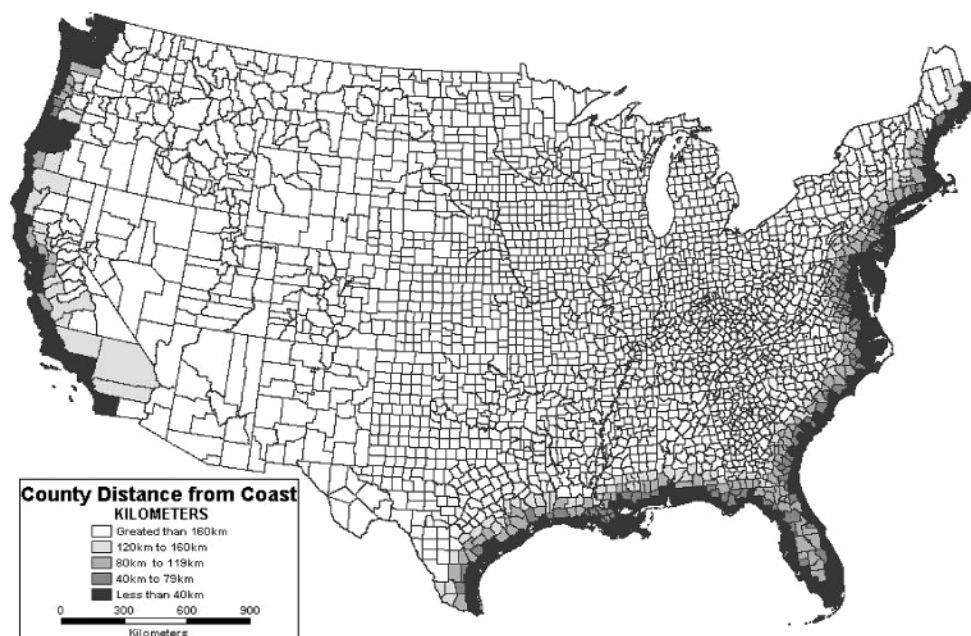 County Distance from Coast
KILOMETERS
Greated than 160km
120km to 160km
80km to 119km
40km to 79km
Less than 40km
0 300 600 900
Kilometers